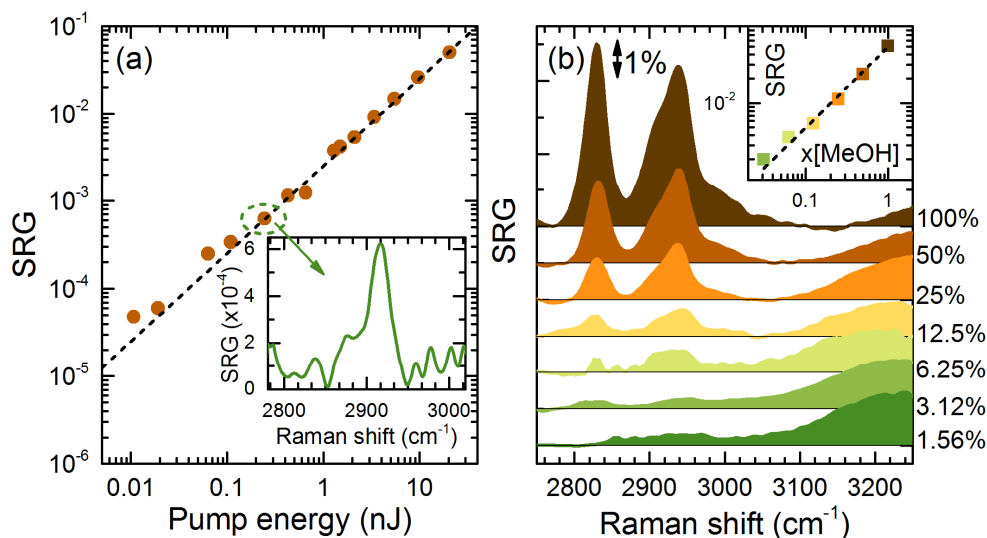 (a)
SRG
10⁻¹
10⁻²
10⁻³
10⁻⁴
10⁻⁵
10⁻⁶
0.01 0.1 1 10
Pump energy (nJ)
SRG (x10⁻⁴)
6
4
2
0
2800 2900 3000
Raman shift (cm⁻¹)
(b)
1%
SRG
SRG
10⁻²
x[MeOH]
0.1 1
100%
50%
25%
12.5%
6.25%
3.12%
1.56%
2800 2900 3000 3100 3200
Raman shift (cm⁻¹)